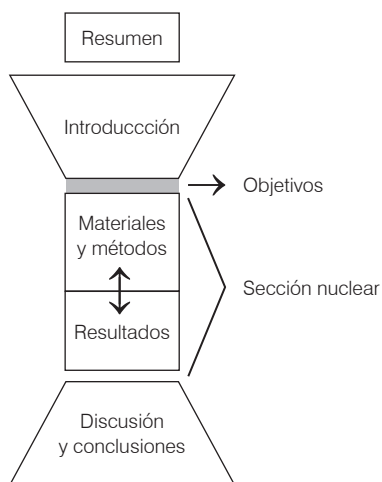 Resumen
Introduccción
Objetivos
Materiales
y métodos
Sección nuclear
Resultados
Discusión
y conclusiones